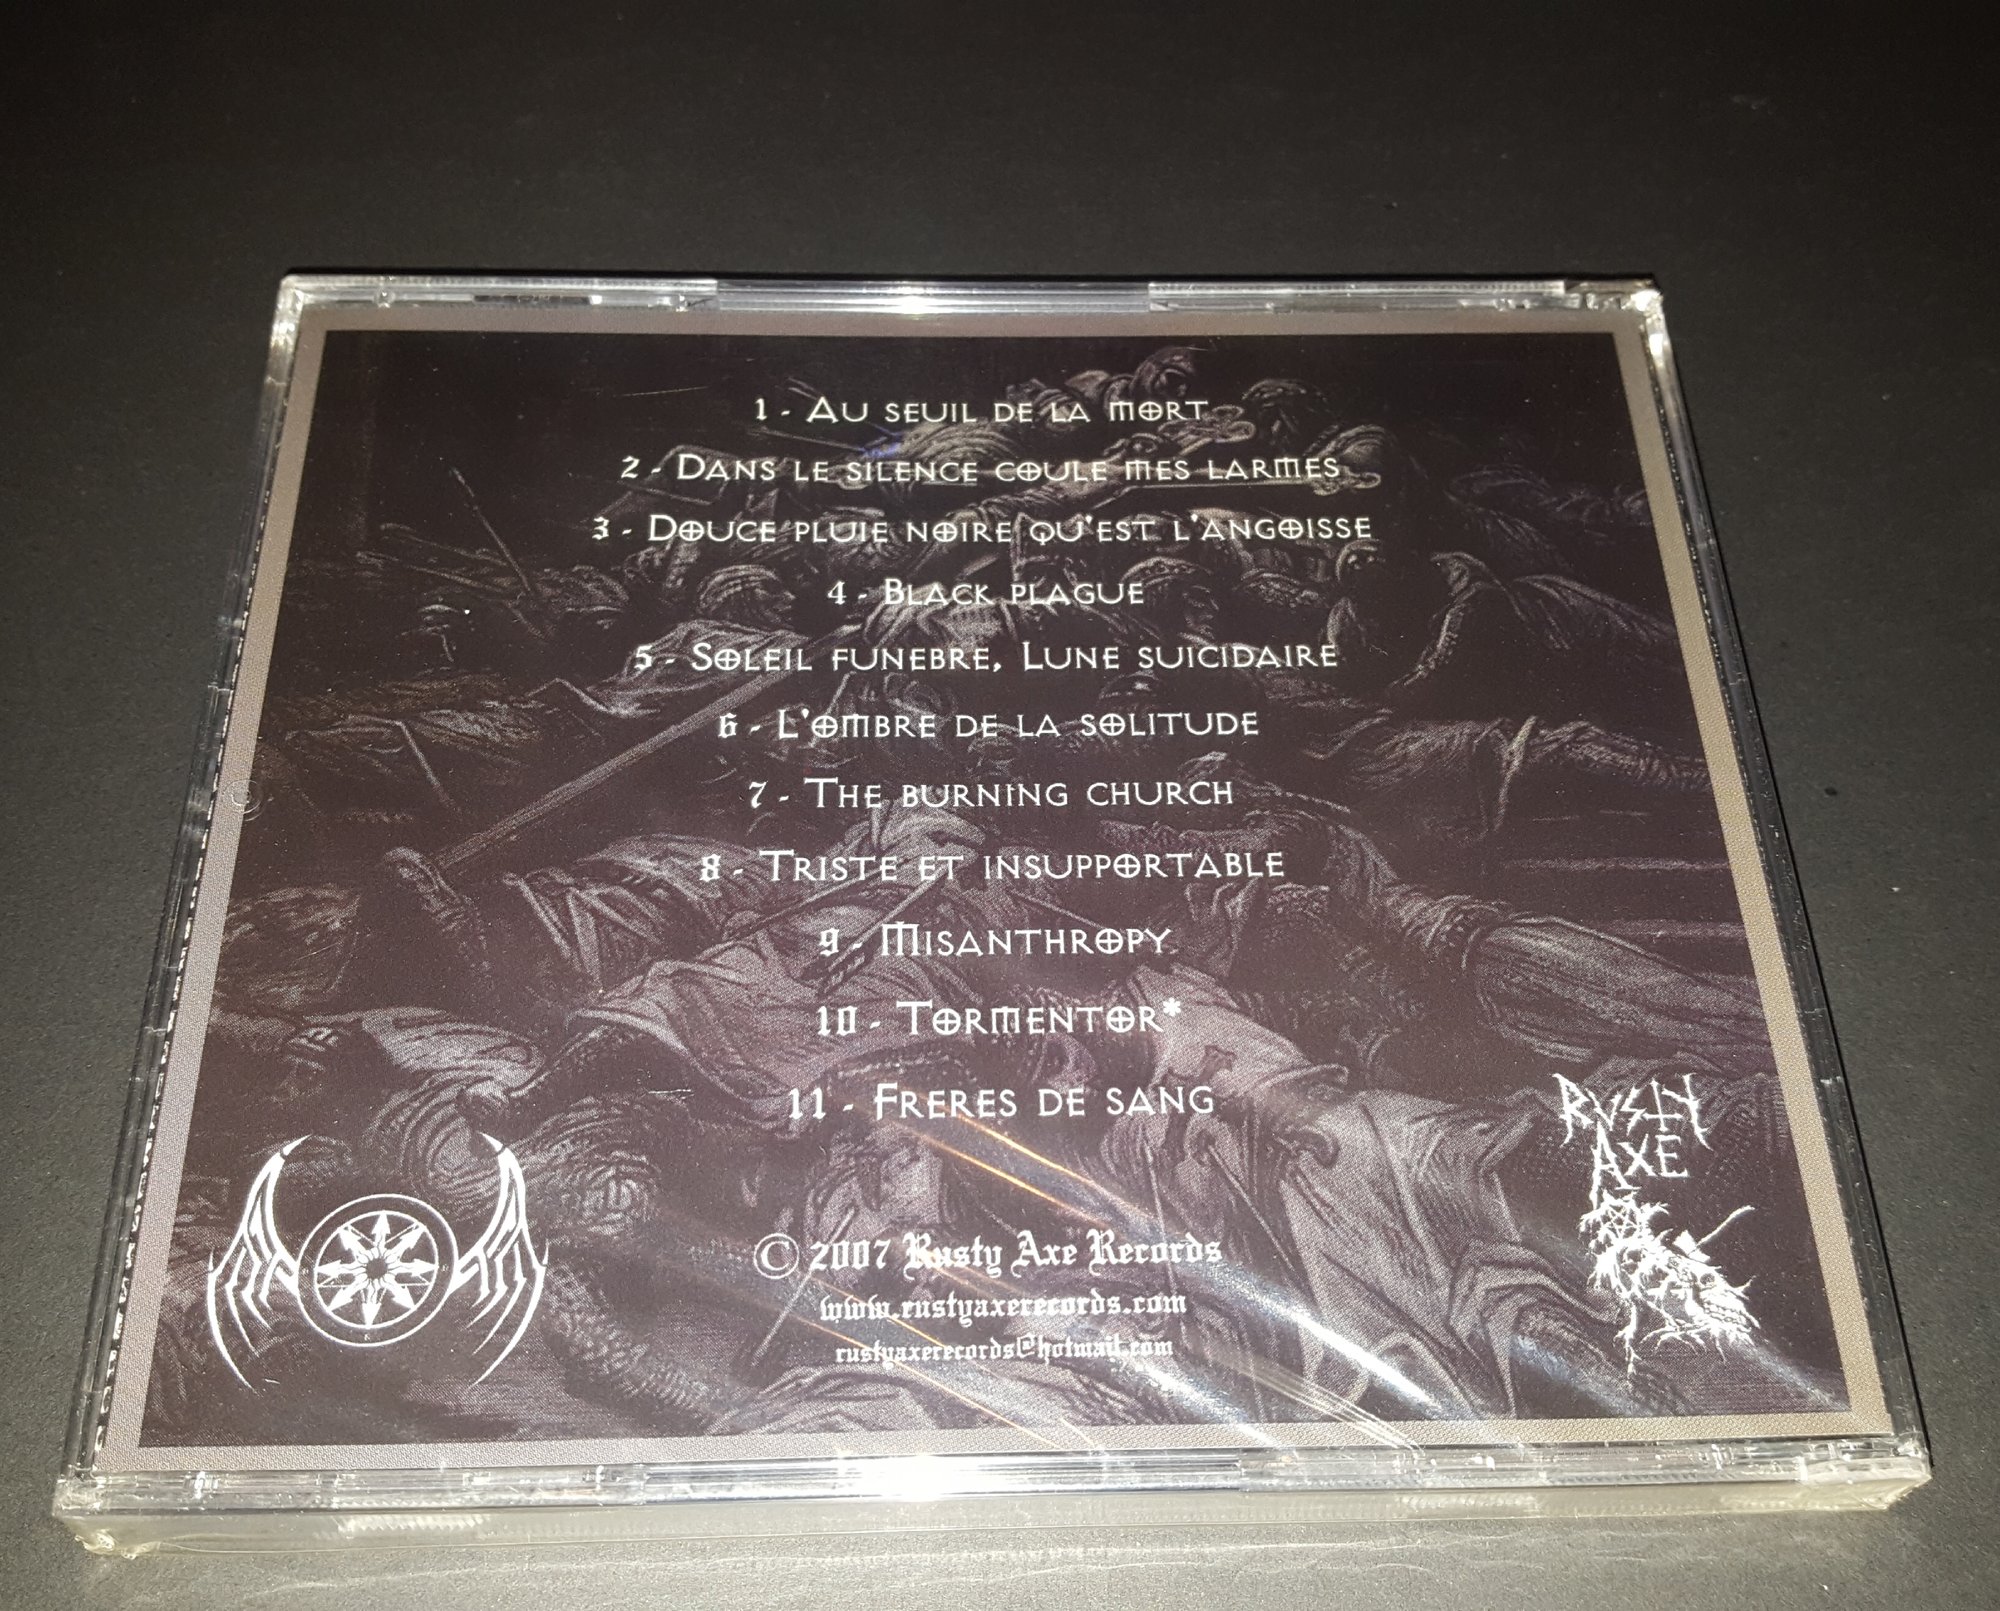 1 - Au seuil de la mort
2 - Dans le silence coule mes larmes
3 - Douce pluie noire qu'est l'angoisse
4 - Black plague
5 - Soleil funebre, Lune suicidaire
6 - L'ombre de la solitude
7 - The burning church
8 - Triste et insupportable
9 - Misanthropy
10 - Tormentor*
11 - Freres de sang
RUSTY
AXE
© 2007 Rusty Axe Records
www.rustyaxerecords.com
rustyaxerecords@hotmail.com